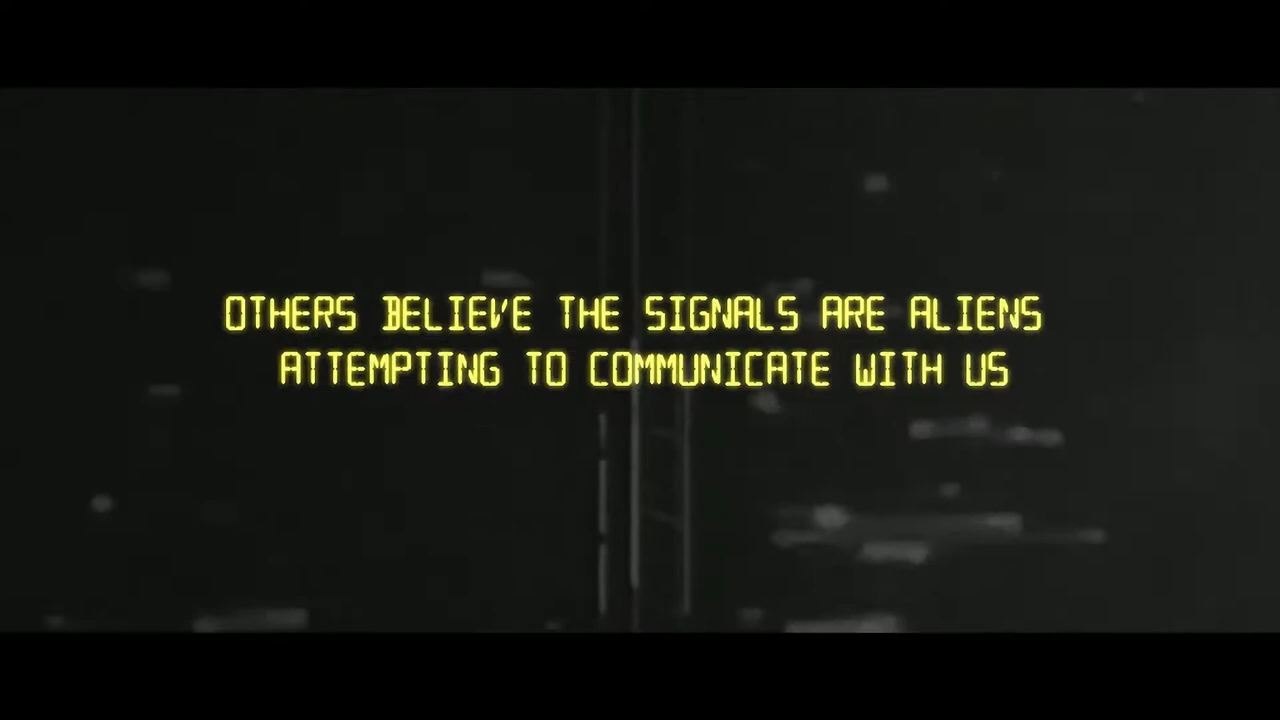 OTHERS BELIEVE THE SIGNALS ARE ALIENS
ATTEMPTING TO COMMUNICATE WITH US